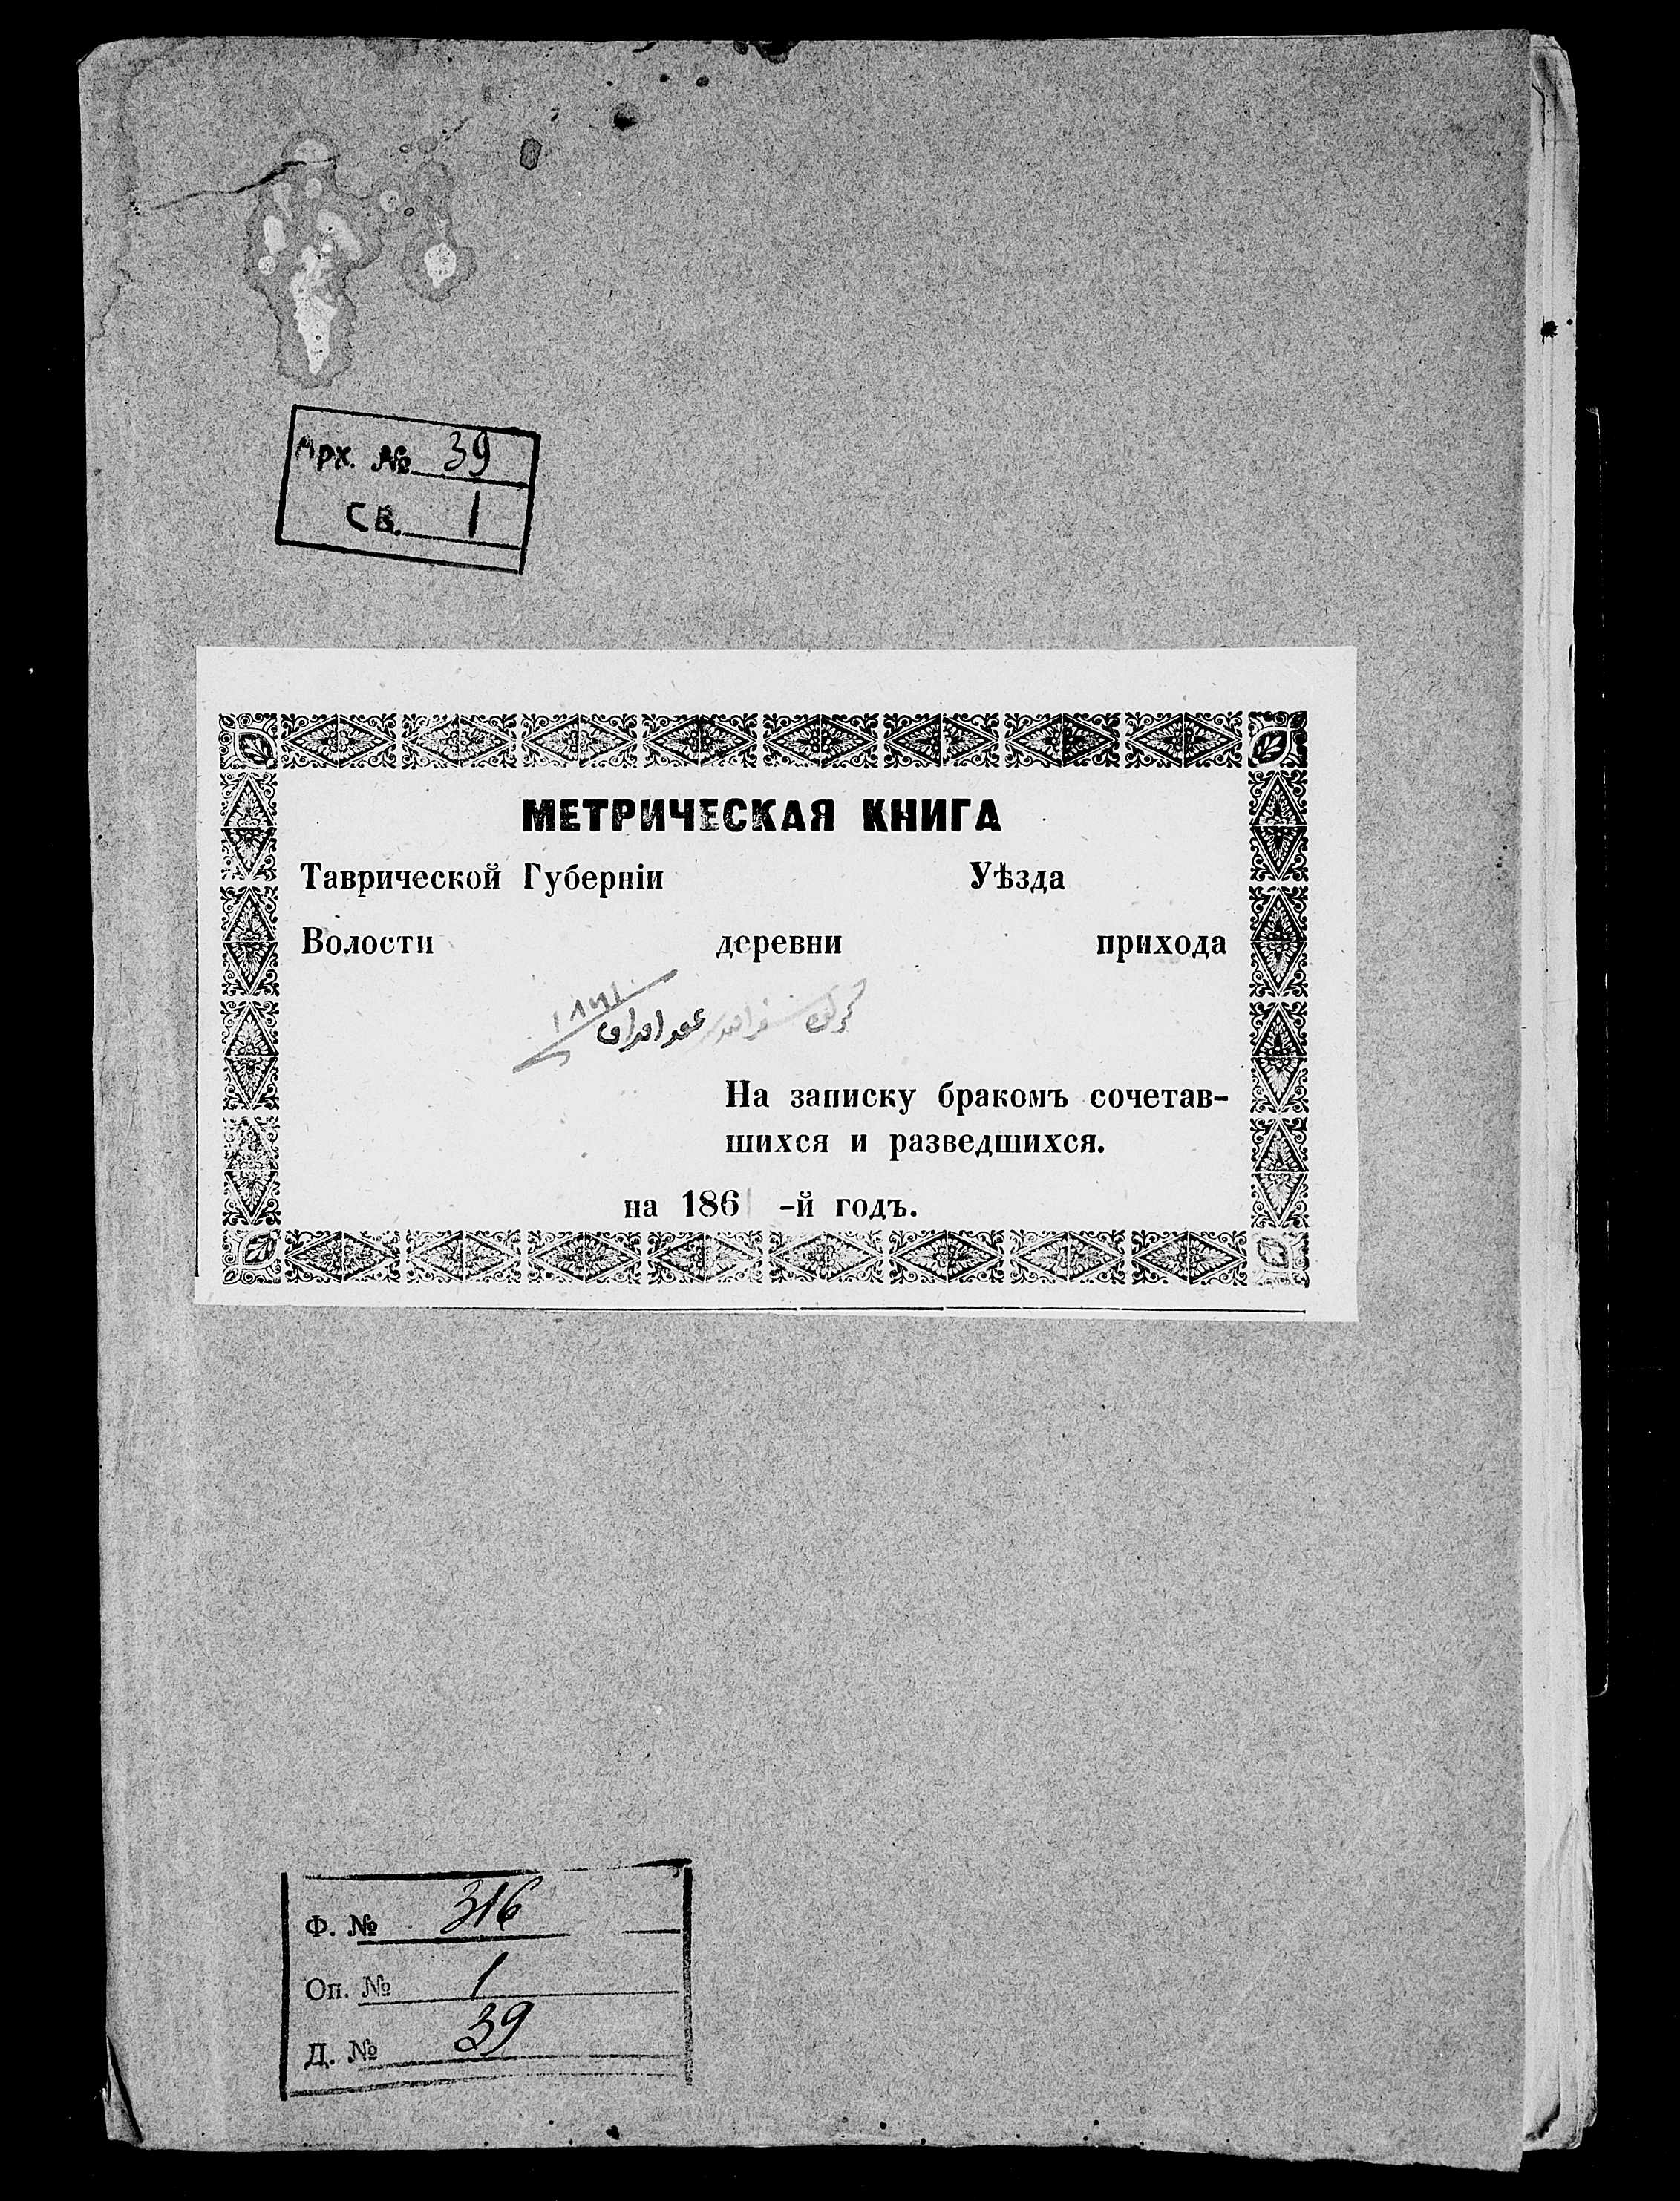 Арх. № 39
СВ. 1
МЕТРИЧЕСКАЯ КНИГА
Таврической Губерніи Уѣзда
Волости деревни прихода
На записку бракомъ сочетав-
шихся и разведшихся.
на 186 -й годъ.
Ф. № 316
Оп. № 1
Д. № 39